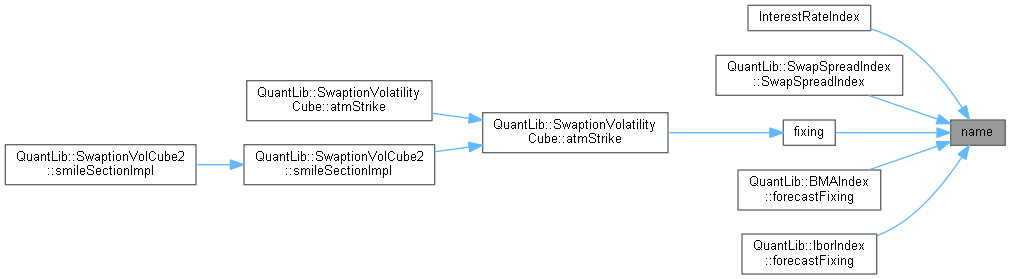 InterestRateIndex
QuantLib::SwapSpreadIndex
::SwapSpreadIndex
QuantLib::SwaptionVolatility
Cube::atmStrike
QuantLib::SwaptionVolatility
Cube::atmStrike
fixing
name
QuantLib::SwaptionVolCube2
::smileSectionImpl
QuantLib::SwaptionVolCube2
::smileSectionImpl
QuantLib::BMAIndex
::forecastFixing
QuantLib::IborIndex
::forecastFixing